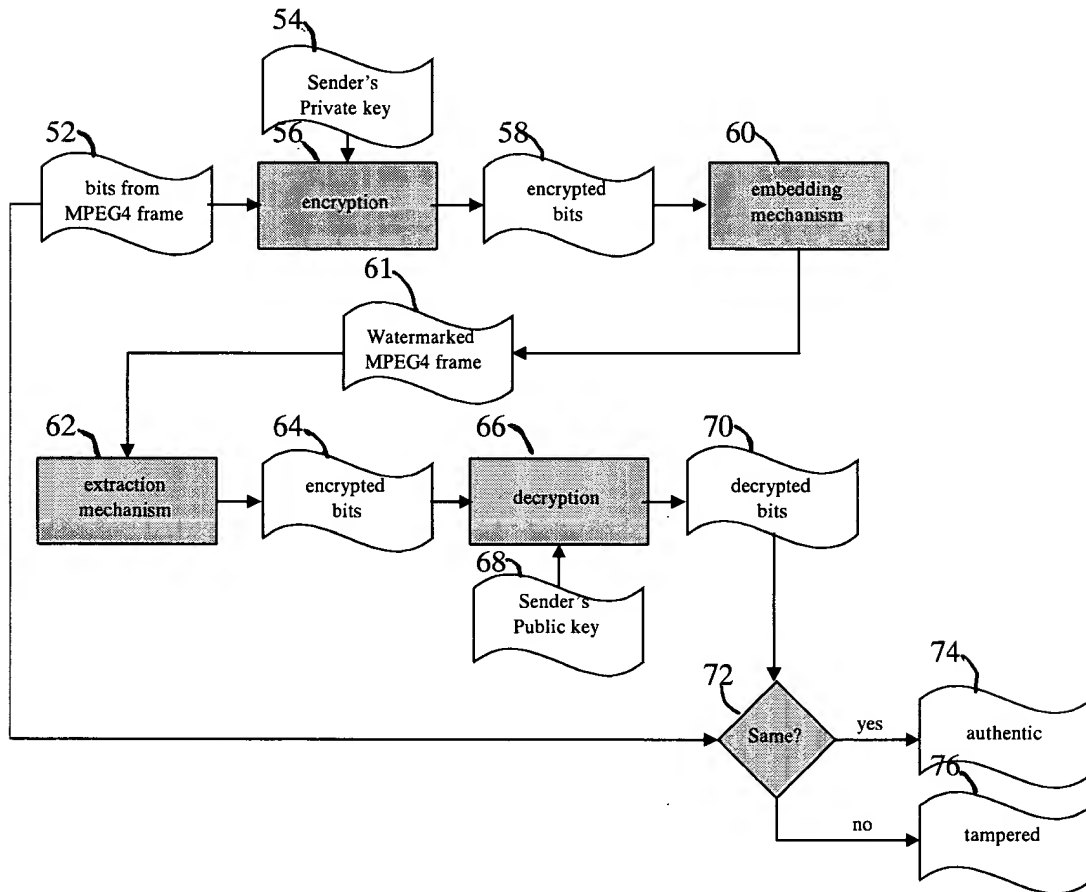 54
Sender's
Private key
52
bits from
MPEG4 frame
56
encryption
58
encrypted
bits
60
embedding
mechanism
61
Watermarked
MPEG4 frame
62
extraction
mechanism
64
encrypted
bits
66
decryption
70
decrypted
bits
68
Sender's
Public key
72
Same?
yes
74
authentic
no
76
tampered